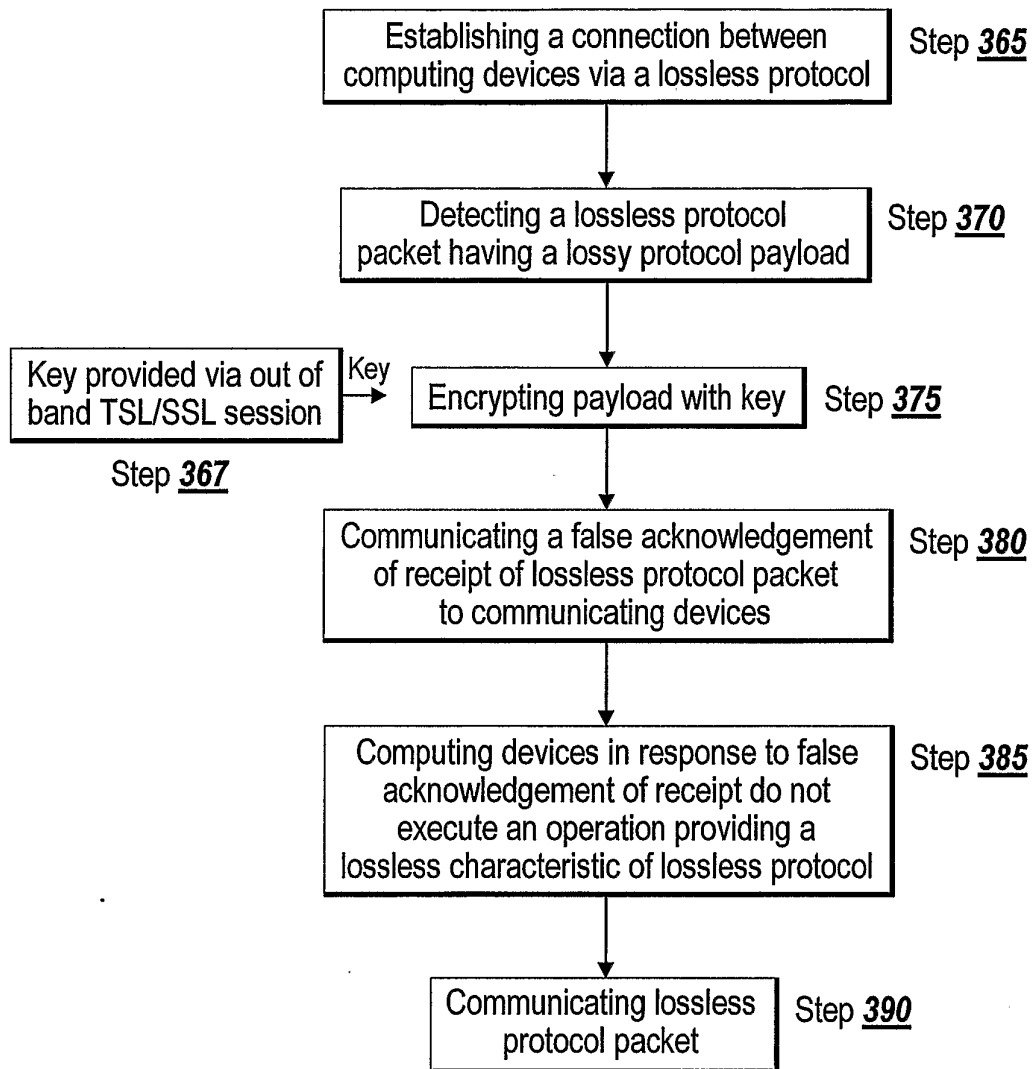 Establishing a connection between
computing devices via a lossless protocol
Step 365
Detecting a lossless protocol
packet having a lossy protocol payload
Step 370
Key provided via out of
band TSL/SSL session
Step 367
Key
Encrypting payload with key
Step 375
Communicating a false acknowledgement
of receipt of lossless protocol packet
to communicating devices
Step 380
Computing devices in response to false
acknowledgement of receipt do not
execute an operation providing a
lossless characteristic of lossless protocol
Step 385
Communicating lossless
protocol packet
Step 390